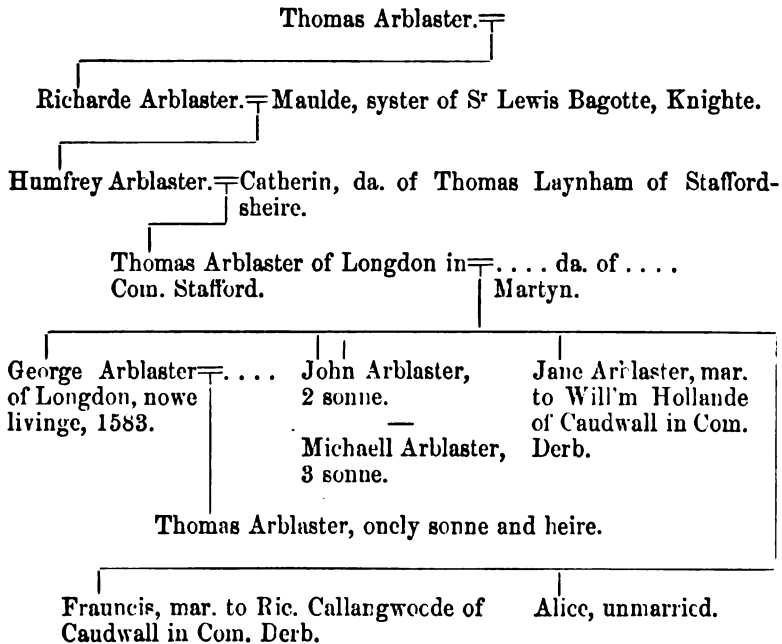 Thomas Arblaster.
Richarde Arblaster. Maulde, syster of Sʳ Lewis Bagotte, Knighte.
Humfrey Arblaster. Catherin, da. of Thomas Laynham of Stafford-
sheire.
Thomas Arblaster of Longdon in .... da. of ....
Com. Stafford. Martyn.
George Arblaster ....
of Longdon, nowe
livinge, 1583.
John Arblaster,
2 sonne.
—
Michaell Arblaster,
3 sonne.
Jane Arblaster, mar.
to Will'm Hollande
of Caudwall in Com.
Derb.
Thomas Arblaster, onely sonne and heire.
Frauncis, mar. to Ric. Callangwoode of
Caudwall in Com. Derb.
Alice, unmarried.